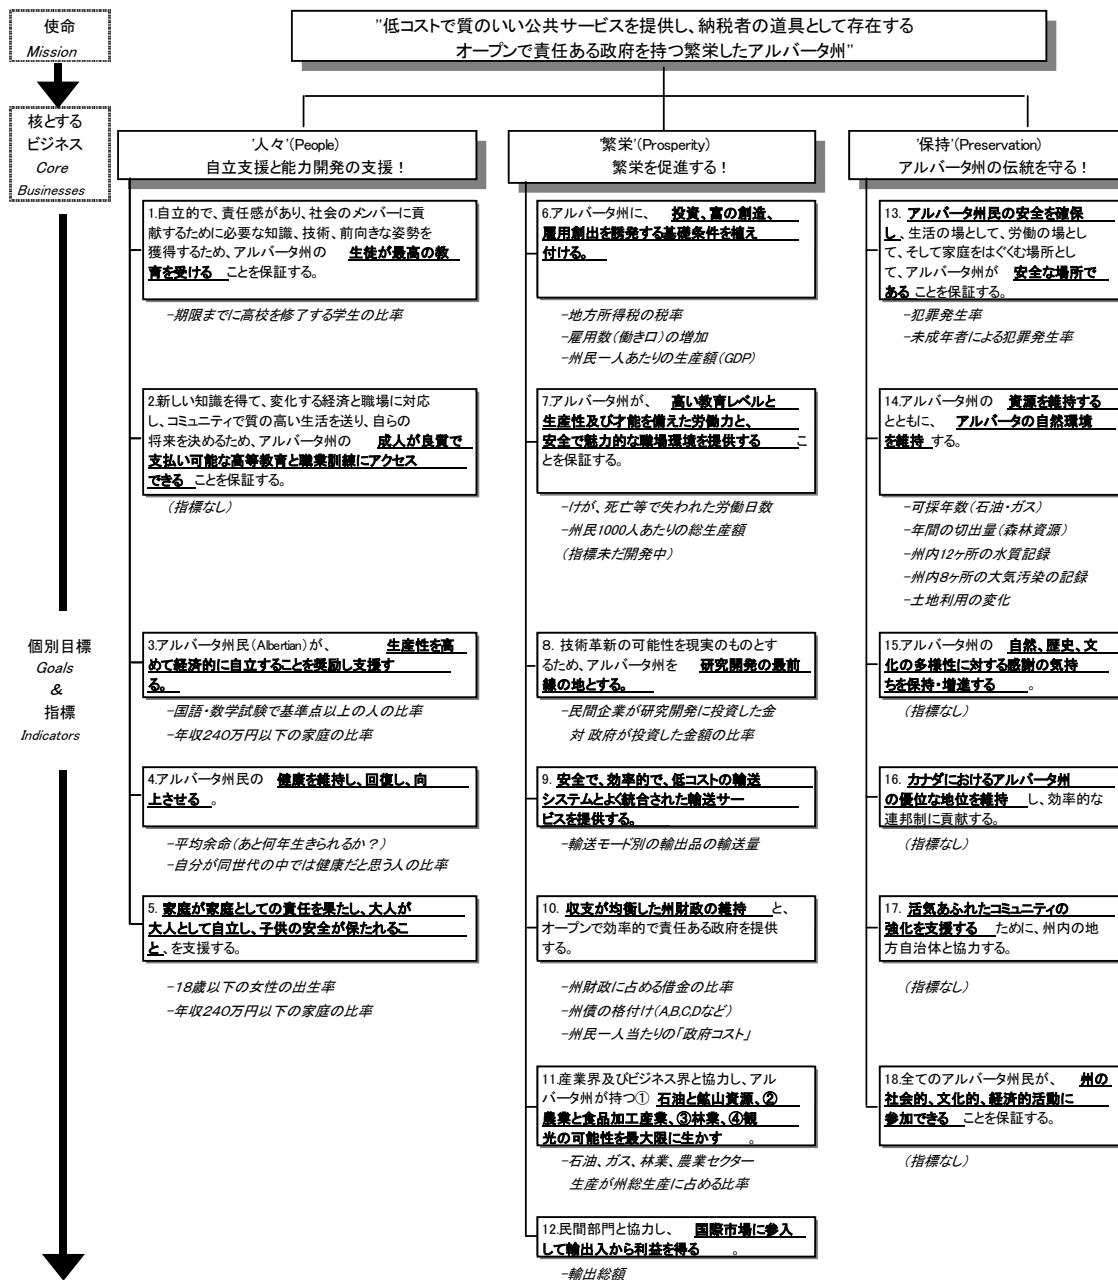 使命
Mission
"低コストで質のいい公共サービスを提供し、納税者の道具として存在する
オープンで責任ある政府を持つ繁栄したアルバータ州"
核とする
ビジネス
Core
Businesses
'人々'(People)
自立支援と能力開発の支援！
'繁栄'(Prosperity)
繁栄を促進する！
'保持'(Preservation)
アルバータ州の伝統を守る！
個別目標
Goals
&
指標
Indicators
1.自立的で、責任感があり、社会のメンバーに貢
献するために必要な知識、技術、前向きな姿勢を
獲得するため、アルバータ州の 生徒が最高の教
育を受ける ことを保証する。
-期限までに高校を修了する学生の比率
2.新しい知識を得て、変化する経済と職場に対応
し、コミュニティで質の高い生活を送り、自らの
将来を決めるため、アルバータ州の 成人が良質で
支払い可能な高等教育と職業訓練にアクセス
できる ことを保証する。
(指標なし)
3.アルバータ州民(Albertian)が、 生産性を高
めて経済的に自立することを奨励し支援す
る。
-国語・数学試験で基準点以上の人の比率
-年収240万円以下の家庭の比率
4.アルバータ州民の 健康を維持し、回復し、向
上させる 。
-平均余命(あと何年生きられるか？)
-自分が同世代の中では健康だと思う人の比率
5. 家庭が家庭としての責任を果たし、大人が
大人として自立し、子供の安全が保たれるこ
と 、を支援する。
-18歳以下の女性の出生率
-年収240万円以下の家庭の比率
6.アルバータ州に、 投資、富の創造、
雇用創出を誘発する基礎条件を植え
付ける。
-地方所得税の税率
-雇用数(働き口)の増加
-州民一人あたりの生産額(GDP)
7.アルバータ州が、 高い教育レベルと
生産性及び才能を備えた労働力と、
安全で魅力的な職場環境を提供する こ
とを保証する。
-けが、死亡等で失われた労働日数
-州民1000人あたりの総生産額
(指標未だ開発中)
8. 技術革新の可能性を現実のものとす
るため、アルバータ州を 研究開発の最前
線の地とする。
-民間企業が研究開発に投資した金
対 政府が投資した金額の比率
9. 安全で、効率的で、低コストの輸送
システムとよく統合された輸送サー
ビスを提供する。
-輸送モード別の輸出品の輸送量
10. 収支が均衡した州財政の維持 と、
オープンで効率的で責任ある政府を提供
する。
-州財政に占める借金の比率
-州債の格付け(A,B,C,Dなど)
-州民一人当たりの「政府コスト」
11.産業界及びビジネス界と協力し、アル
バータ州が持つ① 石油と鉱山資源、②
農業と食品加工産業、③林業、④観
光の可能性を最大限に生かす 。
-石油、ガス、林業、農業セクター
生産が州総生産に占める比率
12.民間部門と協力し、 国際市場に参入
して輸出入から利益を得る 。
-輸出総額
13. アルバータ州民の安全を確保
し、生活の場として、労働の場とし
て、そして家庭をはぐくむ場所とし
て、アルバータ州が 安全な場所で
ある ことを保証する。
-犯罪発生率
-未成年者による犯罪発生率
14.アルバータ州の 資源を維持する
とともに、 アルバータの自然環境
を維持 する。
-可採年数(石油・ガス)
-年間の切出量(森林資源)
-州内12ヶ所の水質記録
-州内8ヶ所の大気汚染の記録
-土地利用の変化
15.アルバータ州の 自然、歴史、文
化の多様性に対する感謝の気持
ちを保持・増進する 。
(指標なし)
16. カナダにおけるアルバータ州
の優位な地位を維持 し、効率的な
連邦制に貢献する。
(指標なし)
17. 活気あふれたコミュニティの
強化を支援する ために、州内の地
方自治体と協力する。
(指標なし)
18.全てのアルバータ州民が、 州の
社会的、文化的、経済的活動に
参加できる ことを保証する。
(指標なし)